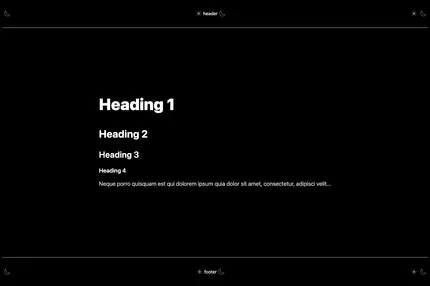 header
Heading 1
Heading 2
Heading 3
Heading 4
Neque porro quisquam est qui dolorem ipsum quia dolor sit amet, consectetur, adipisci velit...
footer